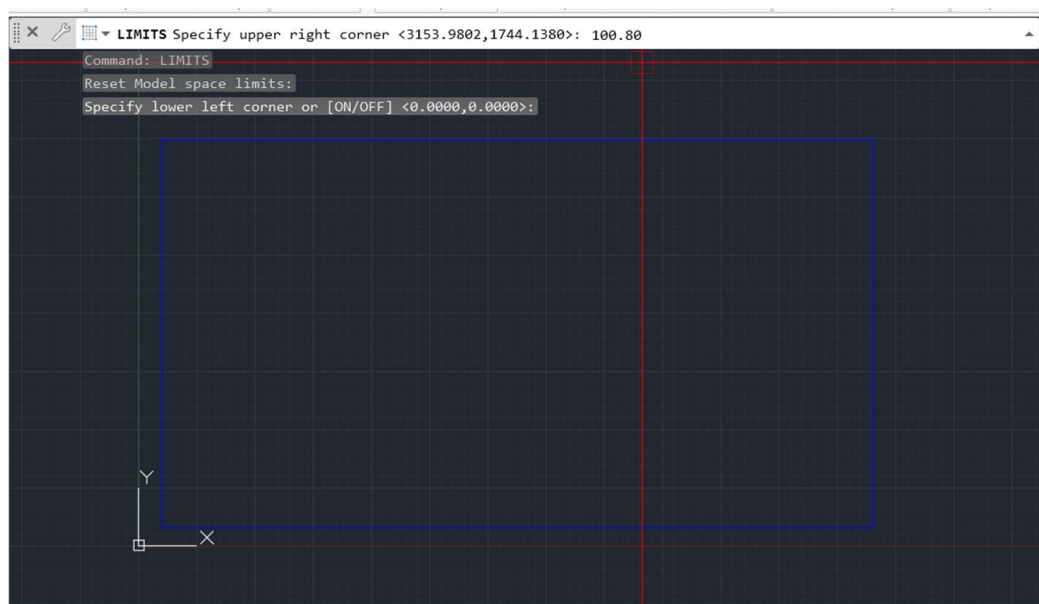 LIMITS Specify upper right corner <3153.9802,1744.1380>: 100.80
Command: LIMITS
Reset Model space limits:
Specify lower left corner or [ON/OFF] <0.0000,0.0000>:
Y
X